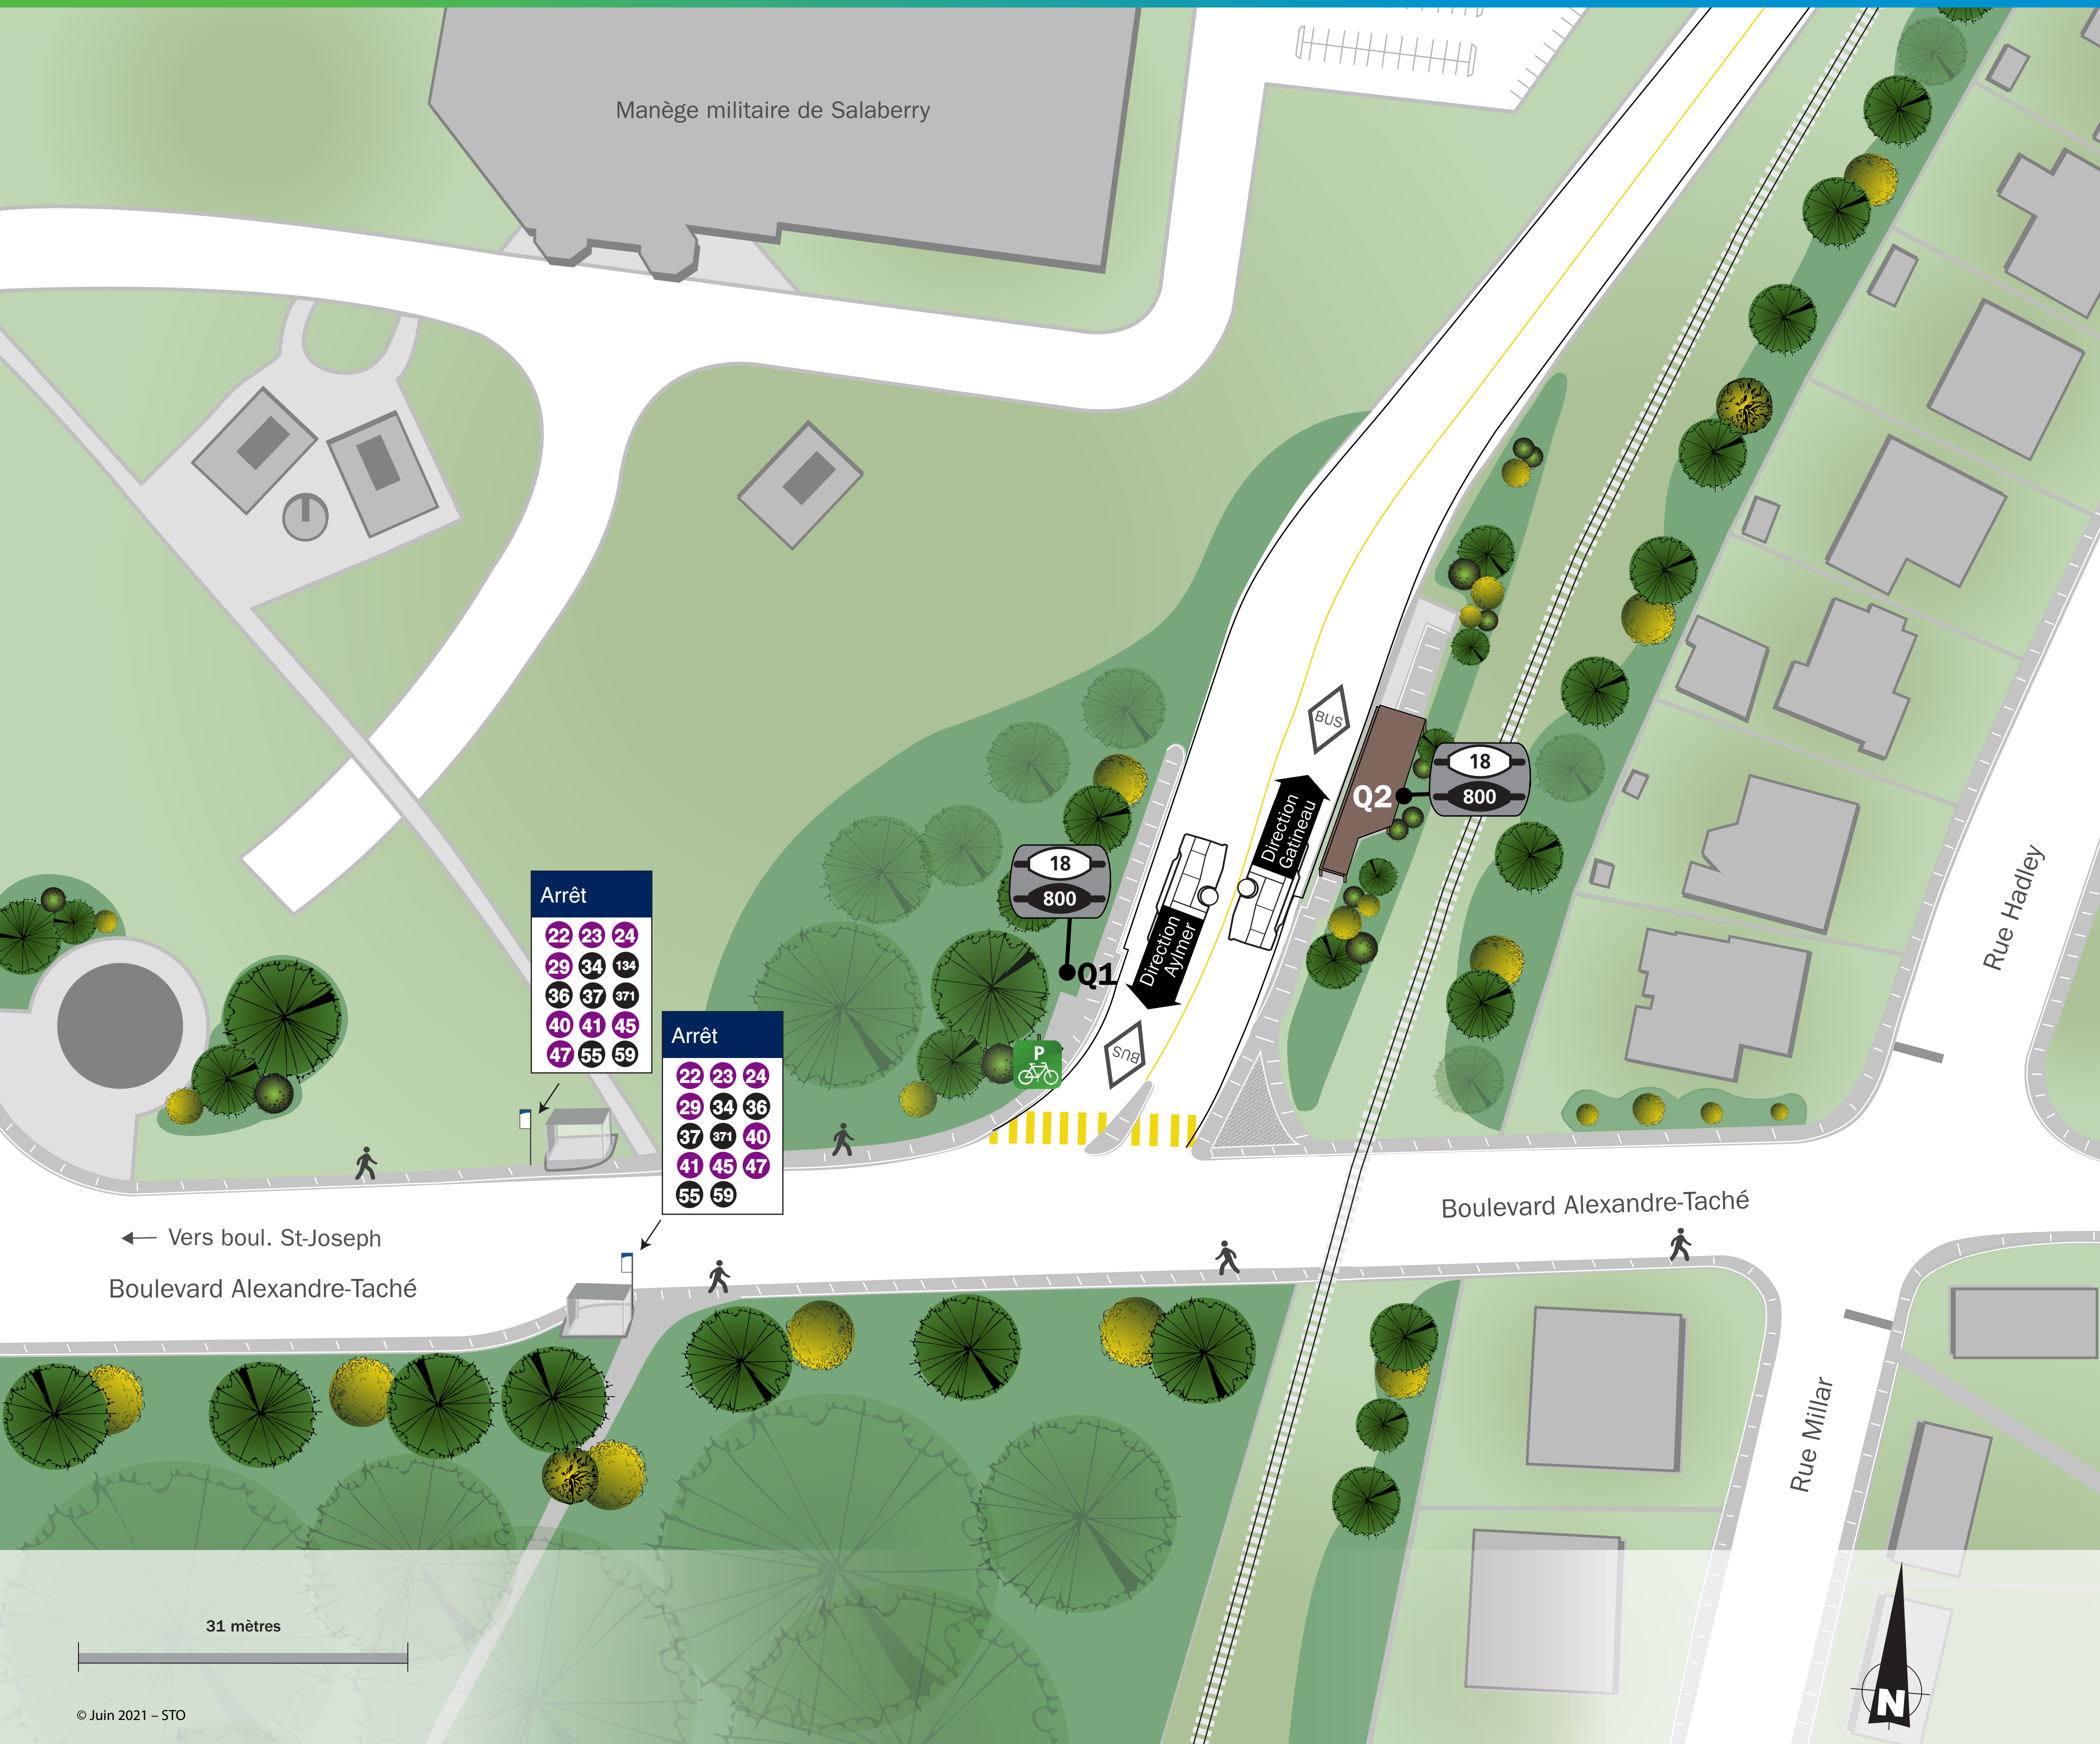 Manège militaire de Salaberry
BUS
18
800
Q2
Direction
Gatineau
18
800
Q1
Direction
Aylmer
BUS
P
Arrêt
22 23 24
29 34 134
36 37 371
40 41 45
47 55 59
Arrêt
22 23 24
29 34 36
37 371 40
41 45 47
55 59
Rue Hadley
Boulevard Alexandre-Taché
Vers boul. St-Joseph
Boulevard Alexandre-Taché
Rue Millar
31 mètres
© Juin 2021 – STO
N